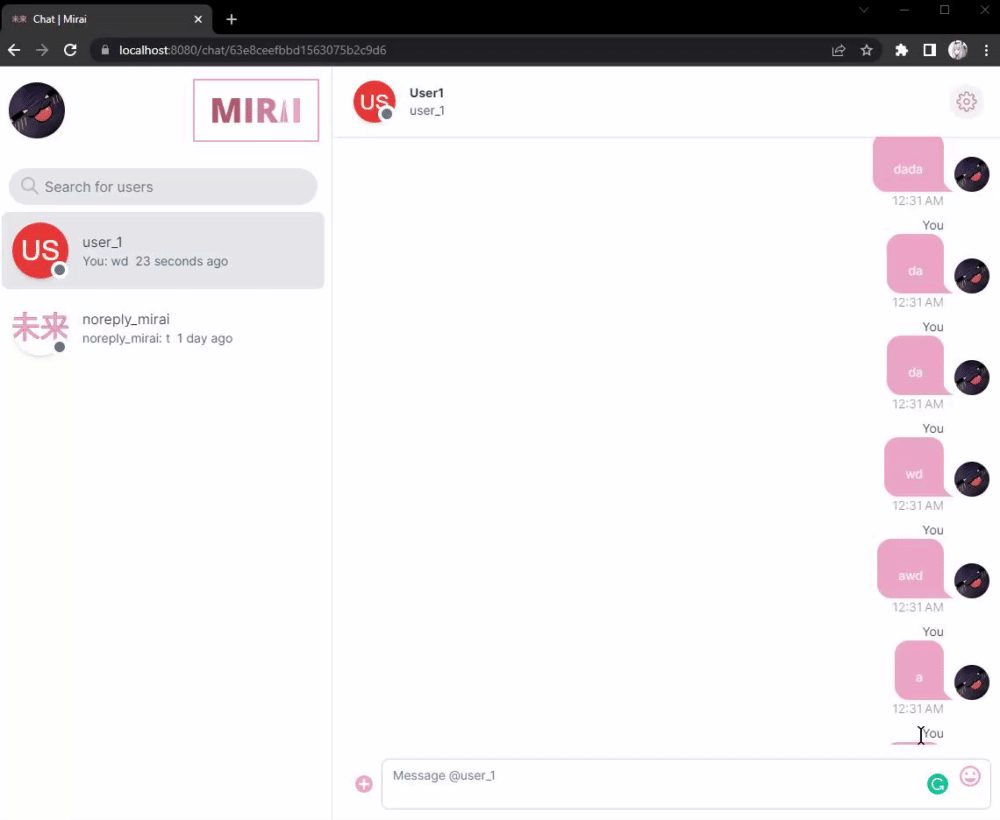 未来 Chat | Mirai
localhost:8080/chat/63e8ceefbbd1563075b2c9d6
MIRAI
US
User1
user_1
Search for users
US
user_1
You: wd 23 seconds ago
未来
noreply_mirai
noreply_mirai: t 1 day ago
dada
12:31 AM
You
da
12:31 AM
You
da
12:31 AM
You
wd
12:31 AM
You
awd
12:31 AM
You
a
12:31 AM
You
Message @user_1